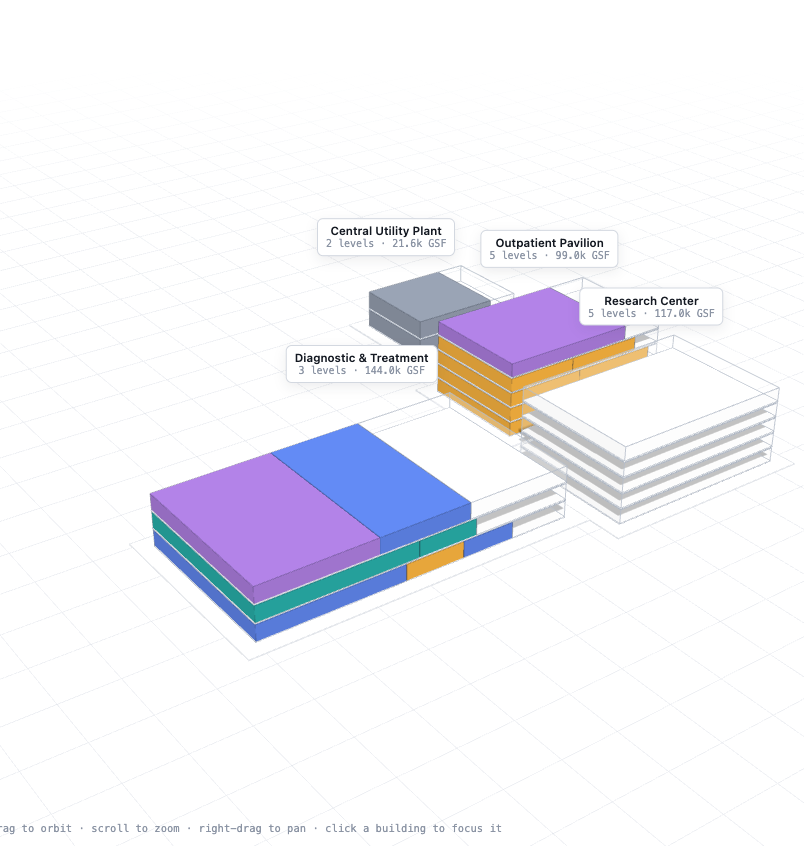 Central Utility Plant
2 levels · 21.6k GSF
Outpatient Pavilion
5 levels · 99.0k GSF
Research Center
5 levels · 117.0k GSF
Diagnostic & Treatment
3 levels · 144.0k GSF
rag to orbit · scroll to zoom · right-drag to pan · click a building to focus it